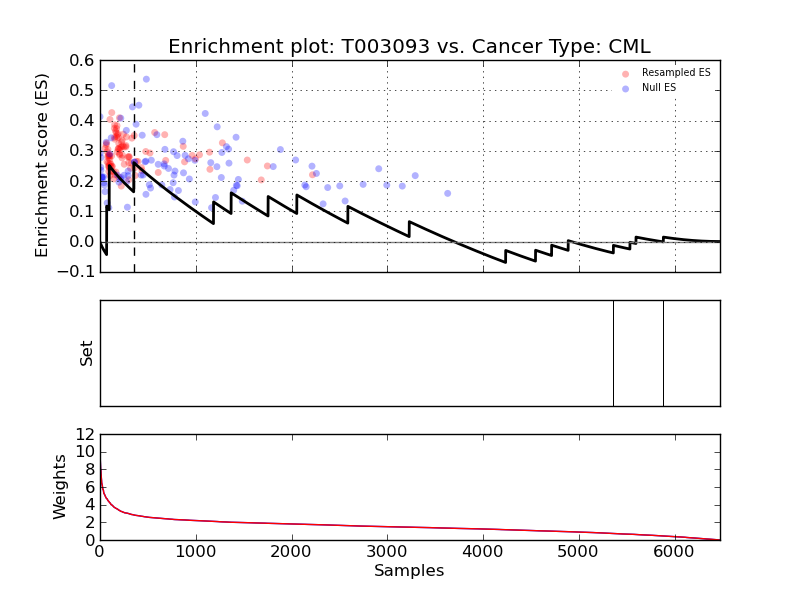 Enrichment plot: T003093 vs. Cancer Type: CML
Enrichment score (ES)
0.6
0.5
0.4
0.3
0.2
0.1
0.0
−0.1
Resampled ES
Null ES
Set
Weights
12
10
8
6
4
2
0
0 1000 2000 3000 4000 5000 6000
Samples